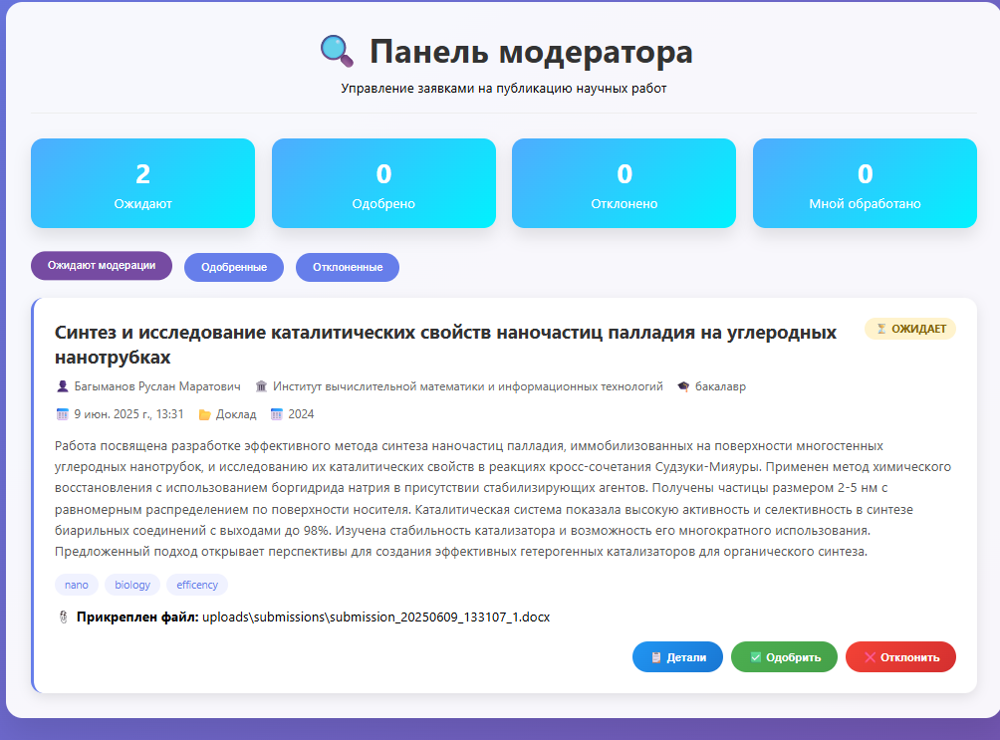 Панель модератора
Управление заявками на публикацию научных работ
2
Ожидают
0
Одобрено
0
Отклонено
0
Мной обработано
Ожидают модерации
Одобренные
Отклоненные
Синтез и исследование каталитических свойств наночастиц палладия на углеродных
нанотрубках
ОЖИДАЕТ
Багыманов Руслан Маратович Институт вычислительной математики и информационных технологий бакалавр
9 июн. 2025 г., 13:31 Доклад 2024
Работа посвящена разработке эффективного метода синтеза наночастиц палладия, иммобилизованных на поверхности многостенных
углеродных нанотрубок, и исследованию их каталитических свойств в реакциях кросс-сочетания Судзуки-Мияуры. Применен метод химического
восстановления с использованием боргидрида натрия в присутствии стабилизирующих агентов. Получены частицы размером 2-5 нм с
равномерным распределением по поверхности носителя. Каталитическая система показала высокую активность и селективность в синтезе
биарильных соединений с выходами до 98%. Изучена стабильность катализатора и возможность его многократного использования.
Предложенный подход открывает перспективы для создания эффективных гетерогенных катализаторов для органического синтеза.
nano
biology
efficency
Прикреплен файл: uploads\submissions\submission_20250609_133107_1.docx
Детали
Одобрить
Отклонить